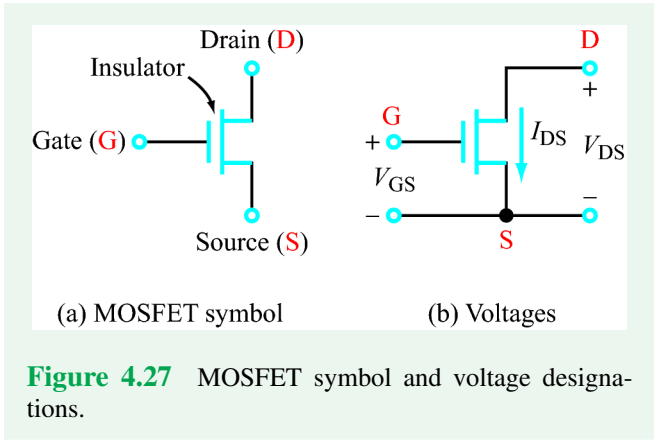 Drain (D)
Insulator
Gate (G)
Source (S)
(a) MOSFET symbol
D
+
G
+
I_DS
V_DS
V_GS
–
–
S
(b) Voltages
Figure 4.27 MOSFET symbol and voltage designa-
tions.